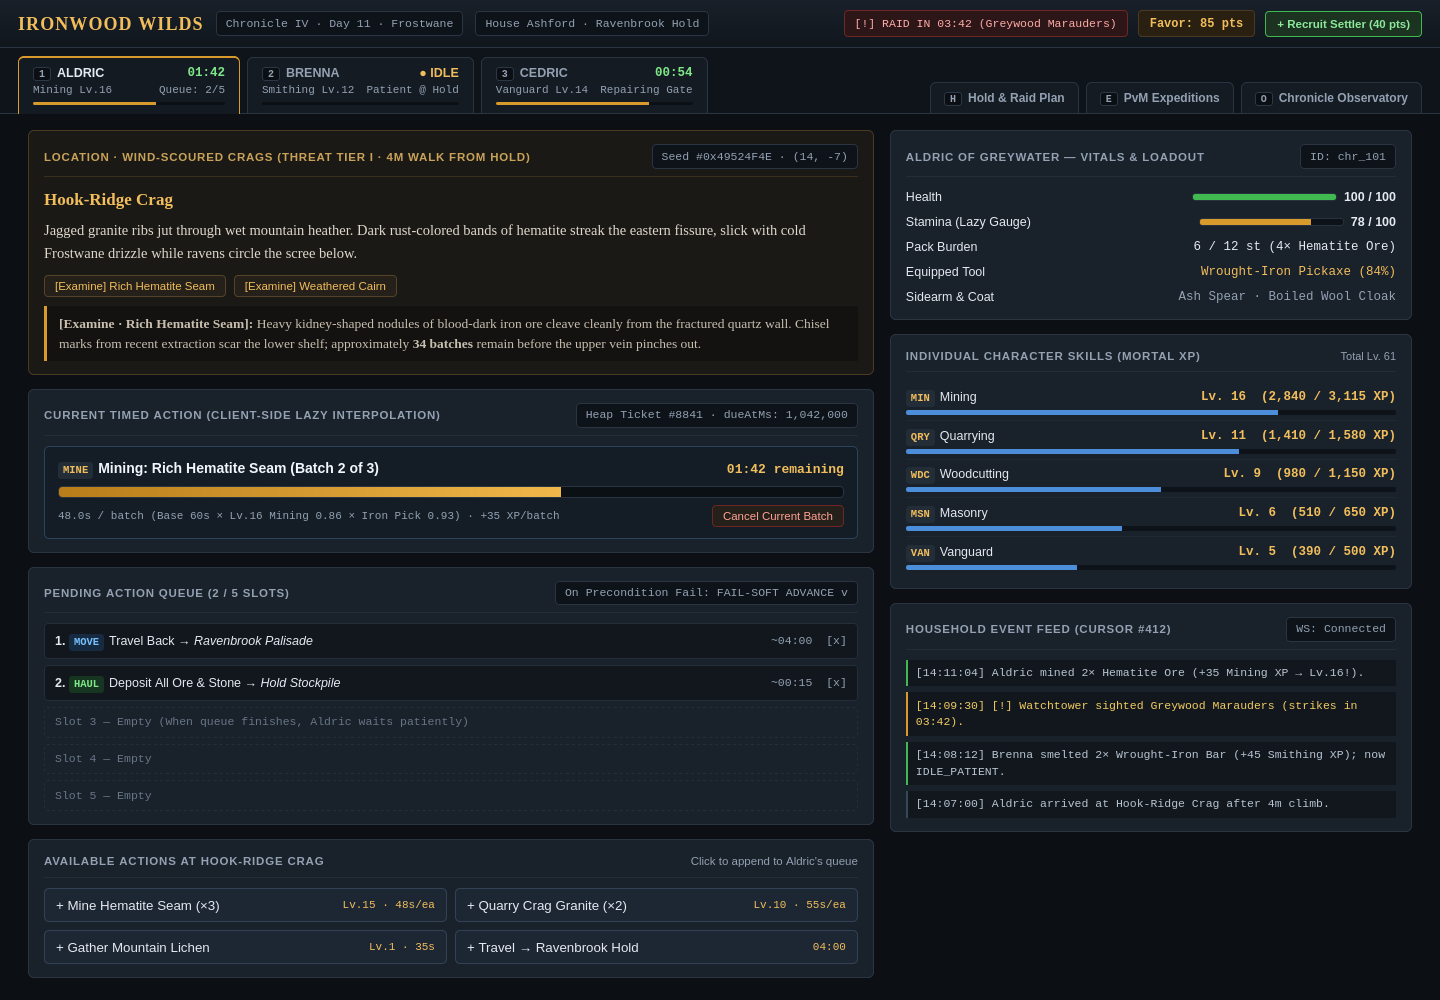 IRONWOOD WILDS
Chronicle IV · Day 11 · Frostwane
House Ashford · Ravenbrook Hold
[!] RAID IN 03:42 (Greywood Marauders)
Favor: 85 pts
+ Recruit Settler (40 pts)
1 ALDRIC 01:42
Mining Lv.16 Queue: 2/5
2 BRENNA ● IDLE
Smithing Lv.12 Patient @ Hold
3 CEDRIC 00:54
Vanguard Lv.14 Repairing Gate
H Hold & Raid Plan
E PvM Expeditions
O Chronicle Observatory
LOCATION · WIND-SCOURED CRAGS (THREAT TIER I · 4M WALK FROM HOLD)
Seed #0x49524F4E · (14, -7)
Hook-Ridge Crag
Jagged granite ribs jut through wet mountain heather. Dark rust-colored bands of hematite streak the eastern fissure, slick with cold
Frostwane drizzle while ravens circle the scree below.
[Examine] Rich Hematite Seam
[Examine] Weathered Cairn
[Examine · Rich Hematite Seam]: Heavy kidney-shaped nodules of blood-dark iron ore cleave cleanly from the fractured quartz wall. Chisel
marks from recent extraction scar the lower shelf; approximately 34 batches remain before the upper vein pinches out.
CURRENT TIMED ACTION (CLIENT-SIDE LAZY INTERPOLATION)
Heap Ticket #8841 · dueAtMs: 1,042,000
MINE Mining: Rich Hematite Seam (Batch 2 of 3)
01:42 remaining
48.0s / batch (Base 60s × Lv.16 Mining 0.86 × Iron Pick 0.93) · +35 XP/batch
Cancel Current Batch
PENDING ACTION QUEUE (2 / 5 SLOTS)
On Precondition Fail: FAIL-SOFT ADVANCE v
1. MOVE Travel Back → Ravenbrook Palisade ~04:00 [x]
2. HAUL Deposit All Ore & Stone → Hold Stockpile ~00:15 [x]
Slot 3 — Empty (When queue finishes, Aldric waits patiently)
Slot 4 — Empty
Slot 5 — Empty
AVAILABLE ACTIONS AT HOOK-RIDGE CRAG
Click to append to Aldric's queue
+ Mine Hematite Seam (×3) Lv.15 · 48s/ea
+ Quarry Crag Granite (×2) Lv.10 · 55s/ea
+ Gather Mountain Lichen Lv.1 · 35s
+ Travel → Ravenbrook Hold 04:00
ALDRIC OF GREYWATER — VITALS & LOADOUT
ID: chr_101
Health 100 / 100
Stamina (Lazy Gauge) 78 / 100
Pack Burden 6 / 12 st (4× Hematite Ore)
Equipped Tool Wrought-Iron Pickaxe (84%)
Sidearm & Coat Ash Spear · Boiled Wool Cloak
INDIVIDUAL CHARACTER SKILLS (MORTAL XP)
Total Lv. 61
MIN Mining Lv. 16 (2,840 / 3,115 XP)
QRY Quarrying Lv. 11 (1,410 / 1,580 XP)
WDC Woodcutting Lv. 9 (980 / 1,150 XP)
MSN Masonry Lv. 6 (510 / 650 XP)
VAN Vanguard Lv. 5 (390 / 500 XP)
HOUSEHOLD EVENT FEED (CURSOR #412)
WS: Connected
[14:11:04] Aldric mined 2× Hematite Ore (+35 Mining XP → Lv.16!).
[14:09:30] [!] Watchtower sighted Greywood Marauders (strikes in
03:42).
[14:08:12] Brenna smelted 2× Wrought-Iron Bar (+45 Smithing XP); now
IDLE_PATIENT.
[14:07:00] Aldric arrived at Hook-Ridge Crag after 4m climb.